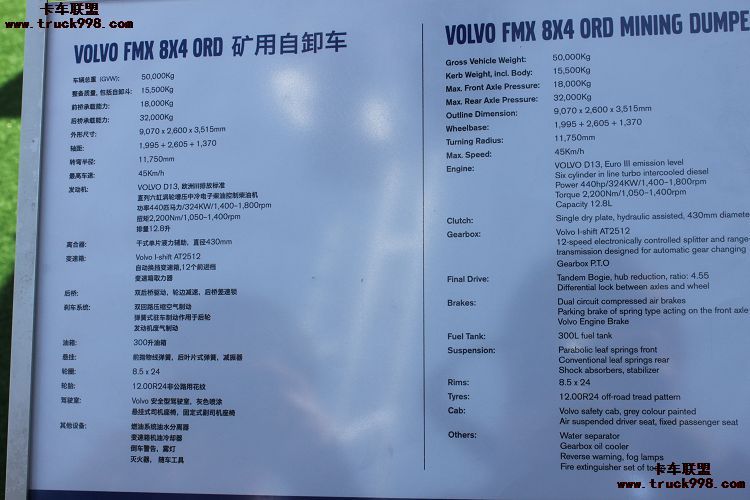 卡车联盟
www.truck998.com
卡车联盟
www.truck998.com
VOLVO FMX 8X4 ORD 矿用自卸车
车辆总重 (GVW): 50,000Kg
整备质量, 包括自卸斗: 15,500Kg
前桥承载能力: 18,000Kg
后桥承载能力: 32,000Kg
外形尺寸: 9,070 x 2,600 x 3,515mm
轴距: 1,995 + 2,605 + 1,370
转弯半径: 11,750mm
最高车速: 45Km/h
发动机: VOLVO D13, 欧洲III排放标准
直列六缸涡轮增压中冷电子柴油控制柴油机
功率440匹马力/324KW/1,400–1,800rpm
扭矩2,200Nm/1,050–1,400rpm
排量12.8升
离合器: 干式单片液力辅助，直径430mm
变速箱: Volvo I-shift AT2512
自动换挡变速箱,12个前进挡
变速箱取力器
后桥: 双后桥驱动，轮边减速，后桥差速锁
刹车系统: 双回路压缩空气制动
弹簧式驻车制动作用于后轮
发动机废气制动
油箱: 300升油箱
悬挂: 前抛物线弹簧，后叶片式弹簧，减振器
轮圈: 8.5 x 24
轮胎: 12.00R24非公路用花纹
驾驶室: Volvo 安全型驾驶室，灰色喷涂
悬挂式司机座椅，固定式副司机座椅
其他设备: 燃油系统油水分离器
变速箱机油冷却器
倒车警告，雾灯
灭火器，随车工具
VOLVO FMX 8X4 ORD MINING DUMPE
Gross Vehicle Weight: 50,000Kg
Kerb Weight, incl. Body: 15,500Kg
Max. Front Axle Pressure: 18,000Kg
Max. Rear Axle Pressure: 32,000Kg
Outline Dimension: 9,070 x 2,600 x 3,515mm
Wheelbase: 1,995 + 2,605 + 1,370
Turning Radius: 11,750mm
Max. Speed: 45Km/h
Engine: VOLVO D13, Euro III emission level
Six cylinder in line turbo intercooled diesel
Power 440hp/324KW/1,400–1,800rpm
Torque 2,200Nm/1,050–1,400rpm
Capacity 12.8L
Clutch: Single dry plate, hydraulic assisted, 430mm diamete
Gearbox: Volvo I-shift AT2512
12-speed electronically controlled splitter and range-
transmission designed for automatic gear changing
Gearbox P.T.O
Final Drive: Tandem Bogie, hub reduction, ratio: 4.55
Differential lock between axles and wheel
Brakes: Dual circuit compressed air brakes
Parking brake of spring type acting on the front axle
Volvo Engine Brake
Fuel Tank: 300L fuel tank
Suspension: Parabolic leaf springs front
Conventional leaf springs rear
Shock absorbers, stabilizer
Rims: 8.5 x 24
Tyres: 12.00R24 off-road tread pattern
Cab: Volvo safety cab, grey colour painted
Air suspended driver seat, fixed passenger seat
Others: Water separator
Gearbox oil cooler
Reverse warning, fog lamps
Fire extinguisher set of
卡车联盟
www.truck998.com